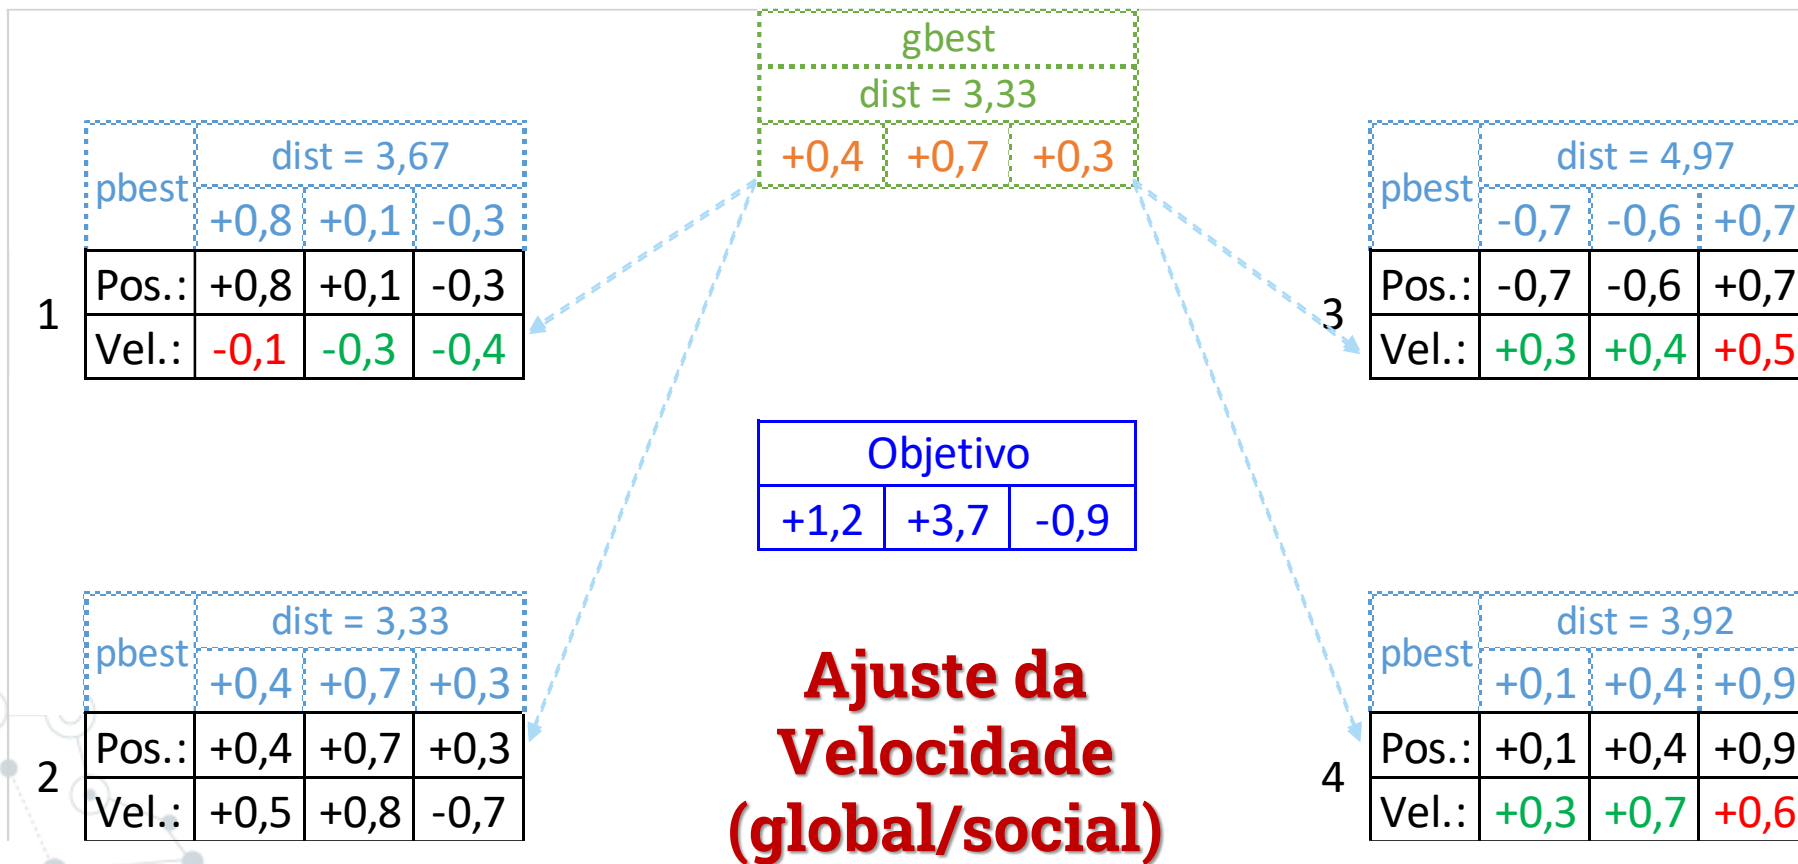 gbest
dist = 3,33
+0,4 +0,7 +0,3
pbest dist = 3,67
+0,8 +0,1 -0,3
1
Pos.: +0,8 +0,1 -0,3
Vel.: -0,1 -0,3 -0,4
pbest dist = 4,97
-0,7 -0,6 +0,7
3
Pos.: -0,7 -0,6 +0,7
Vel.: +0,3 +0,4 +0,5
Objetivo
+1,2 +3,7 -0,9
pbest dist = 3,33
+0,4 +0,7 +0,3
2
Pos.: +0,4 +0,7 +0,3
Vel.: +0,5 +0,8 -0,7
Ajuste da
Velocidade
(global/social)
pbest dist = 3,92
+0,1 +0,4 +0,9
4
Pos.: +0,1 +0,4 +0,9
Vel.: +0,3 +0,7 +0,6